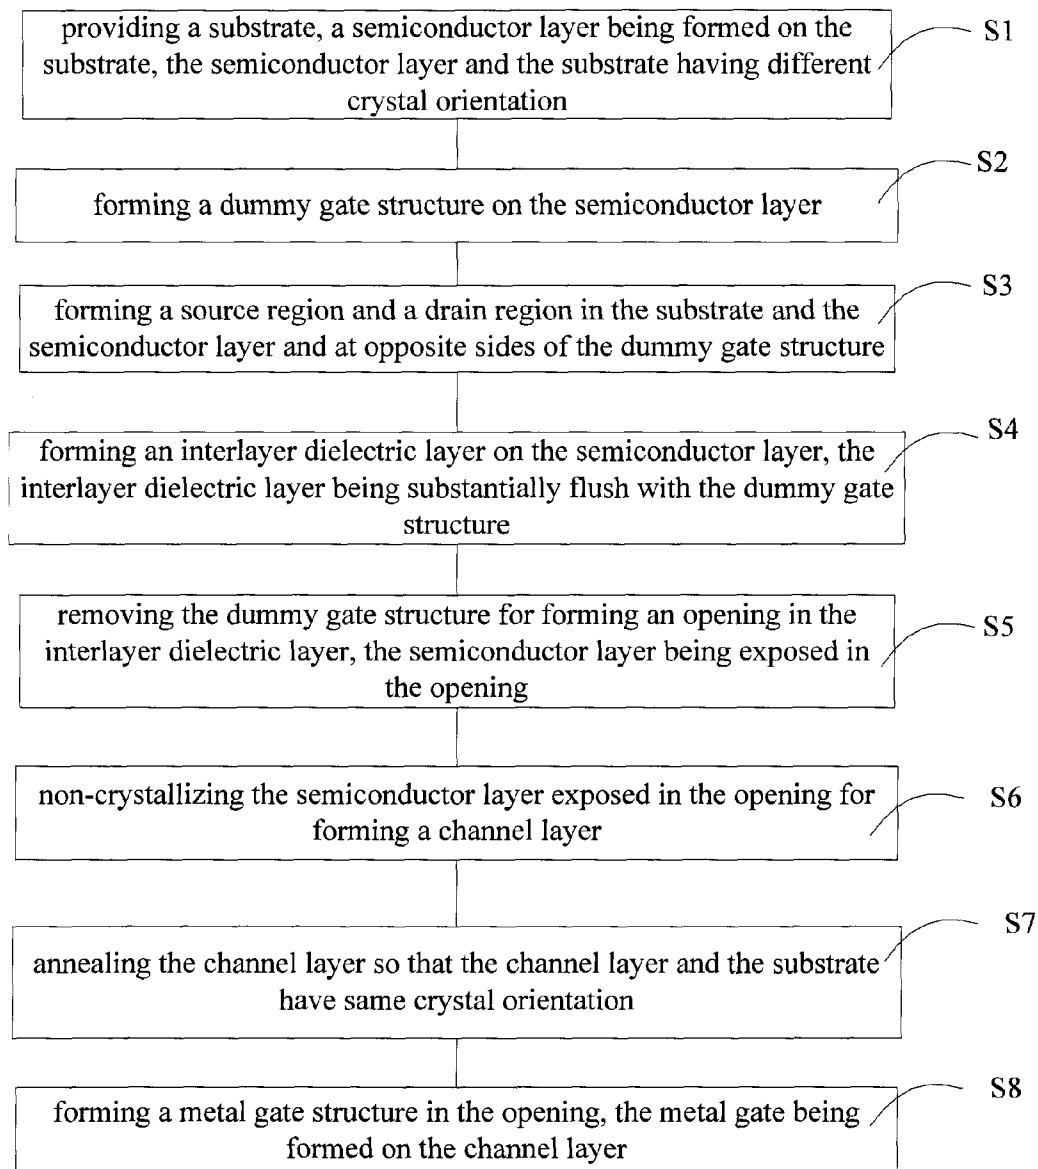 providing a substrate, a semiconductor layer being formed on the
substrate, the semiconductor layer and the substrate having different
crystal orientation
S1
forming a dummy gate structure on the semiconductor layer
S2
forming a source region and a drain region in the substrate and the
semiconductor layer and at opposite sides of the dummy gate structure
S3
forming an interlayer dielectric layer on the semiconductor layer, the
interlayer dielectric layer being substantially flush with the dummy gate
structure
S4
removing the dummy gate structure for forming an opening in the
interlayer dielectric layer, the semiconductor layer being exposed in
the opening
S5
non-crystallizing the semiconductor layer exposed in the opening for
forming a channel layer
S6
annealing the channel layer so that the channel layer and the substrate
have same crystal orientation
S7
forming a metal gate structure in the opening, the metal gate being
formed on the channel layer
S8